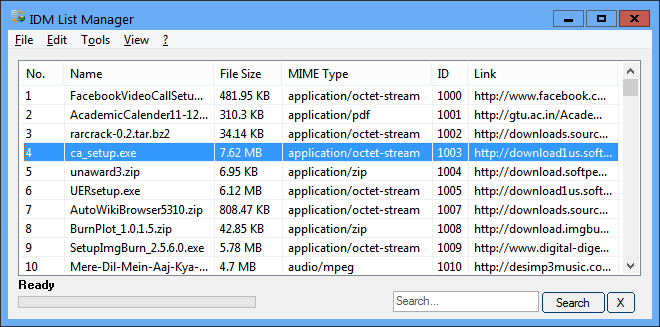 IDM List Manager
File Edit Tools View ?
No. Name File Size MIME Type ID Link
1 FacebookVideoCallSetu... 481.95 KB application/octet-stream 1000 http://www.facebook.c...
2 AcademicCalender11-12... 310.3 KB application/pdf 1001 http://gtu.ac.in/Acade...
3 rarcrack-0.2.tar.bz2 34.14 KB application/octet-stream 1002 http://downloads.sourc...
4 ca_setup.exe 7.62 MB application/octet-stream 1003 http://download1us.soft...
5 unaward3.zip 6.95 KB application/zip 1004 http://download.softpe...
6 UERsetup.exe 6.12 MB application/octet-stream 1005 http://download1us.soft...
7 AutoWikiBrowser5310.zip 808.47 KB application/octet-stream 1007 http://downloads.sourc...
8 BurnPlot_1.0.1.5.zip 42.85 KB application/zip 1008 http://download.imgbu...
9 SetupImgBurn_2.5.6.0.exe 5.78 MB application/octet-stream 1009 http://www.digital-dige...
10 Mere-Dil-Mein-Aaj-Kya-... 4.7 MB audio/mpeg 1010 http://desimp3music.co...
Ready
Search... Search X